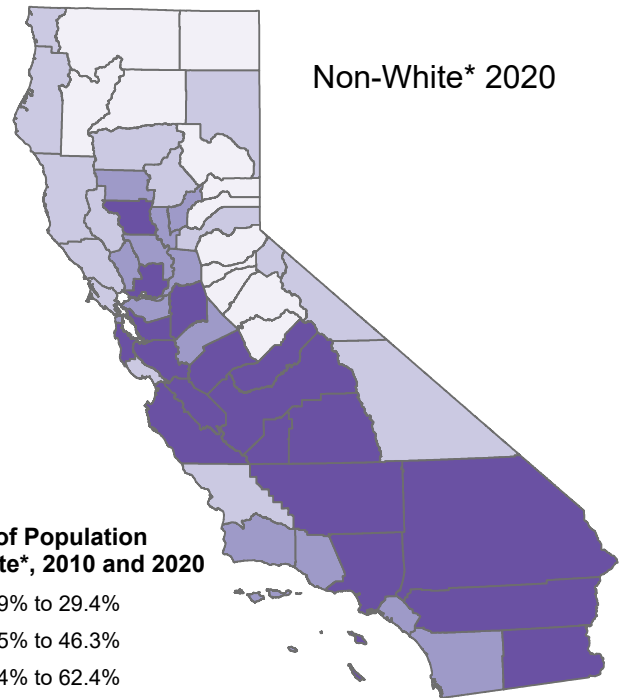 Non-White* 2020
of Population
te*, 2010 and 2020
9% to 29.4%
5% to 46.3%
4% to 62.4%